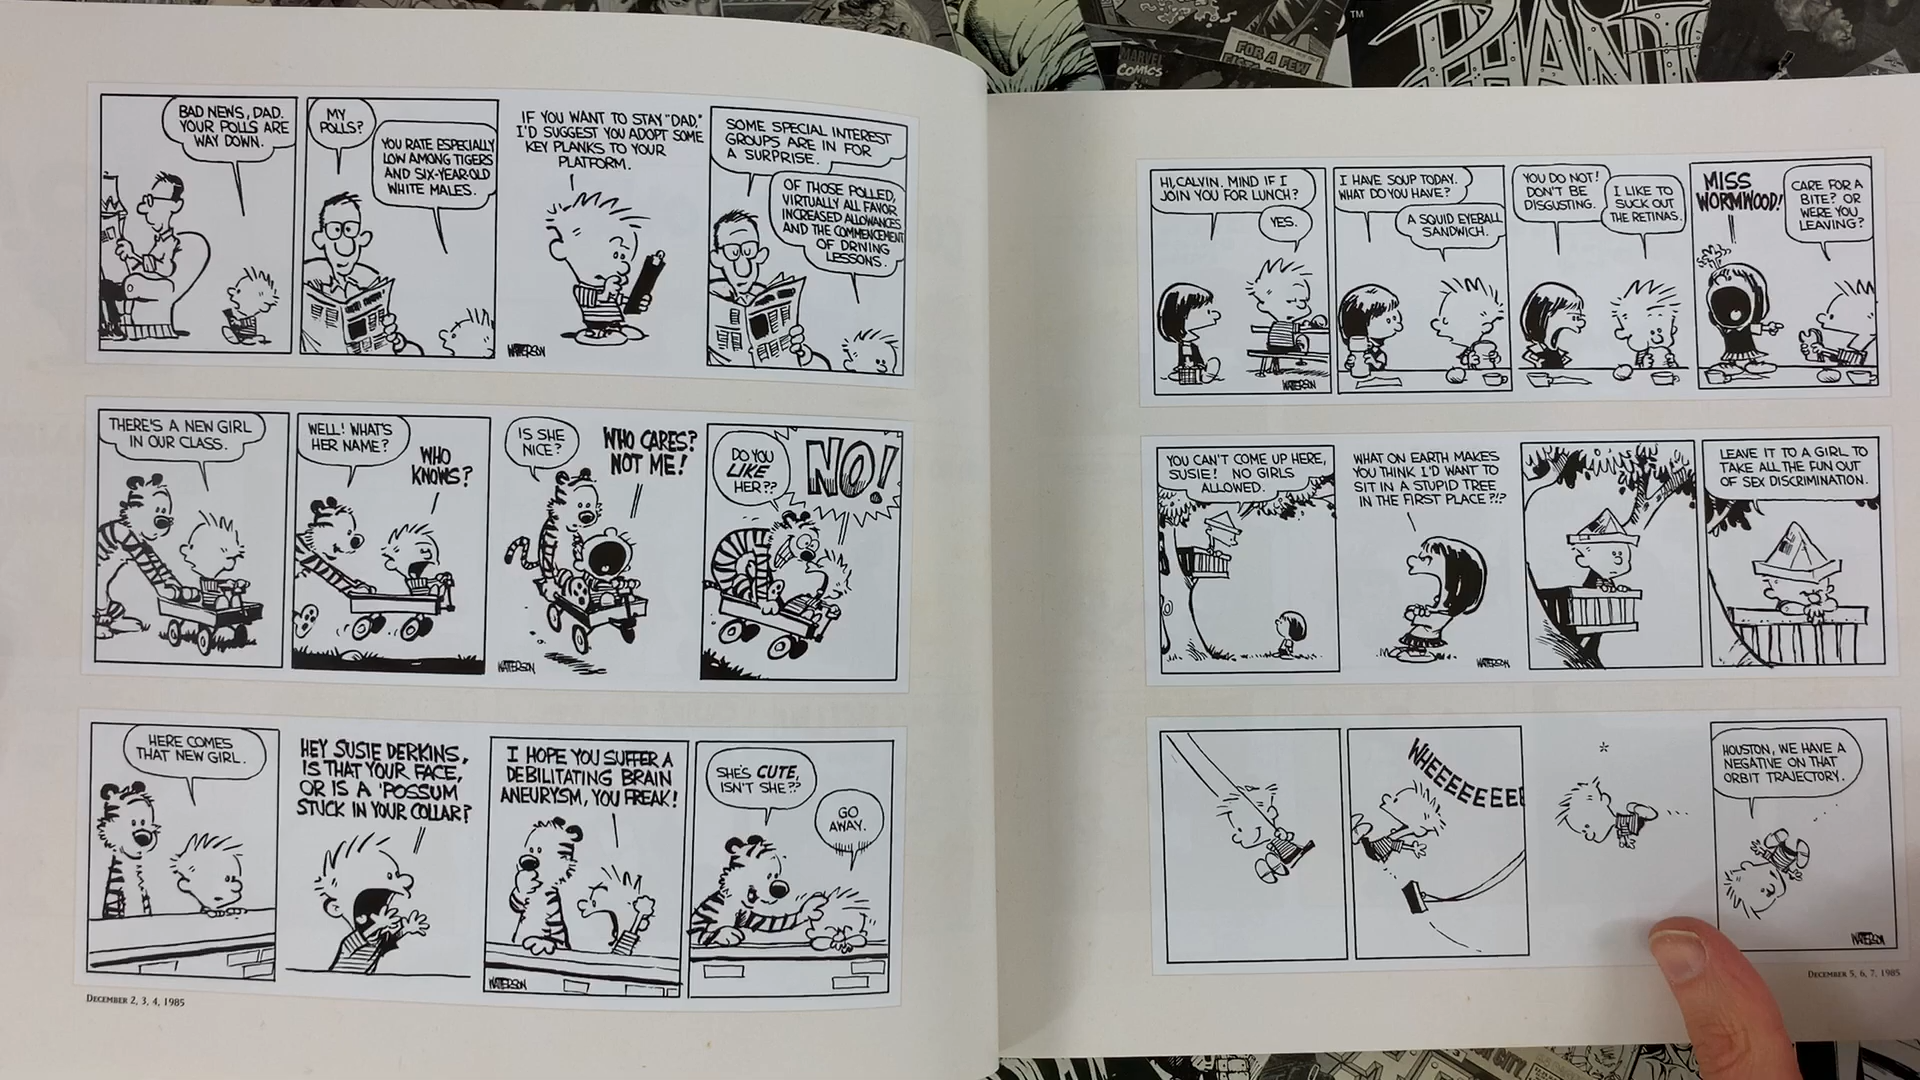 BAD NEWS, DAD.
YOUR POLLS ARE
WAY DOWN.
MY
POLLS?
YOU RATE ESPECIALLY
LOW AMONG TIGERS
AND SIX-YEAR-OLD
WHITE MALES.
IF YOU WANT TO STAY "DAD,"
I'D SUGGEST YOU ADOPT SOME
KEY PLANKS TO YOUR
PLATFORM.
WATERSON
SOME SPECIAL INTEREST
GROUPS ARE IN FOR
A SURPRISE.
OF THOSE POLLED,
VIRTUALLY ALL FAVOR
INCREASED ALLOWANCES
AND THE COMMENCEMENT
OF DRIVING
LESSONS.
THERE'S A NEW GIRL
IN OUR CLASS.
WELL! WHAT'S
HER NAME?
WHO
KNOWS?
IS SHE
NICE?
WHO CARES?
NOT ME!
WATERSON
DO YOU
LIKE
HER??
NO!
HERE COMES
THAT NEW GIRL.
HEY SUSIE DERKINS,
IS THAT YOUR FACE,
OR IS A 'POSSUM
STUCK IN YOUR COLLAR?
I HOPE YOU SUFFER A
DEBILITATING BRAIN
ANEURYSM, YOU FREAK!
WATERSON
SHE'S CUTE,
ISN'T SHE??
GO
AWAY.
DECEMBER 2, 3, 4, 1985
HI, CALVIN. MIND IF I
JOIN YOU FOR LUNCH?
YES.
WATERSON
I HAVE SOUP TODAY.
WHAT DO YOU HAVE?
A SQUID EYEBALL
SANDWICH.
YOU DO NOT!
DON'T BE
DISGUSTING.
I LIKE TO
SUCK OUT
THE RETINAS.
MISS
WORMWOOD!
CARE FOR A
BITE? OR
WERE YOU
LEAVING?
YOU CAN'T COME UP HERE,
SUSIE! NO GIRLS
ALLOWED.
WHAT ON EARTH MAKES
YOU THINK I'D WANT TO
SIT IN A STUPID TREE
IN THE FIRST PLACE?!?
WATERSON
LEAVE IT TO A GIRL TO
TAKE ALL THE FUN OUT
OF SEX DISCRIMINATION.
WHEEEEEEE
*
HOUSTON, WE HAVE A
NEGATIVE ON THAT
ORBIT TRAJECTORY.
WATERSON
DECEMBER 5, 6, 7, 1985
MARVEL
COMICS
FOR A FEW
TM
PHANT
CITY